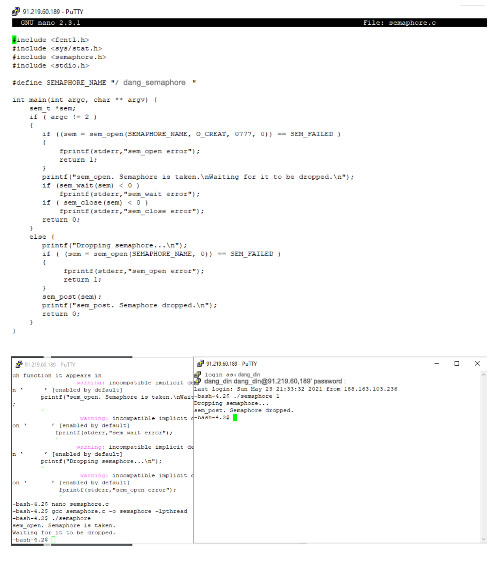 91.219.60.189 - PuTTY
GNU nano 2.3.1 File: semaphore.c
#include <fcntl.h>
#include <sys/stat.h>
#include <semaphore.h>
#include <stdio.h>
#define SEMAPHORE_NAME "/ dang_semaphore "
int main(int argc, char ** argv) {
sem_t *sem;
if ( argc != 2 )
{
if ((sem = sem_open(SEMAPHORE_NAME, O_CREAT, 0777, 0)) == SEM_FAILED )
{
fprintf(stderr,"sem_open error");
return 1;
}
printf("sem_open. Semaphore is taken.\nWaiting for it to be dropped.\n");
if (sem_wait(sem) < 0 )
fprintf(stderr,"sem_wait error");
if ( sem_close(sem) < 0 )
fprintf(stderr,"sem_close error");
return 0;
}
else {
printf("Dropping semaphore...\n");
if ( (sem = sem_open(SEMAPHORE_NAME, 0)) == SEM_FAILED )
{
fprintf(stderr,"sem_open error");
return 1;
}
sem_post(sem);
printf("sem_post. Semaphore dropped.\n");
return 0;
}
}
91.219.60.189 - PuTTY
ch function it appears in
warning: incompatible implicit de
n ' ' [enabled by default]
printf("sem_open. Semaphore is taken.\nWait
;
warning: incompatible implicit
on ' ' [enabled by default]
fprintf(stderr,"sem_wait error");
warning: incompatible implicit de
n ' ' [enabled by default]
printf("Dropping semaphore...\n");
warning: incompatible implicit
on ' ' [enabled by default]
fprintf(stderr,"sem_open error");
-bash-4.2$ nano semaphore.c
-bash-4.2$ gcc semaphore.c -o semaphore -lpthread
-bash-4.2$ ./semaphore
sem_open. Semaphore is taken.
Waiting for it to be dropped.
-bash-4.2$
91.219.60.189 - PuTTY
login as: dang_din
dang_din dang_din@91.219.60.189' password:
Last login: Sun May 23 21:33:32 2021 from 188.163.103.236
-bash-4.2$ ./semaphore 1
Dropping semaphore...
sem_post. Semaphore dropped.
-bash-4.2$